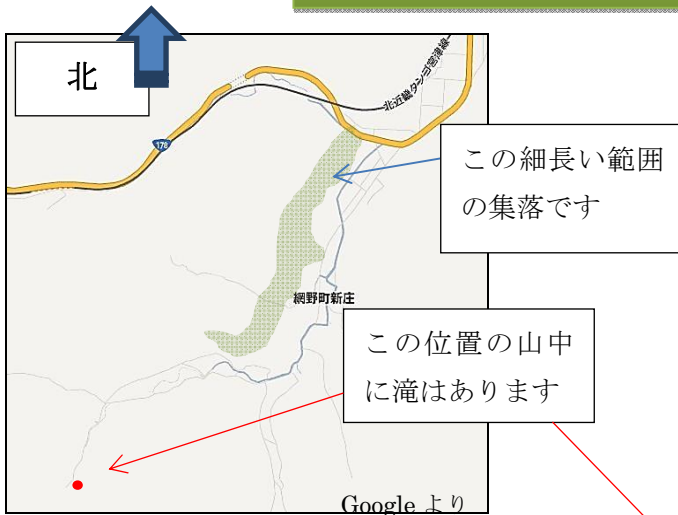 北
北近畿タンゴ宮津線
178
この細長い範囲
の集落です
網野町新庄
この位置の山中
に滝はあります
Google より